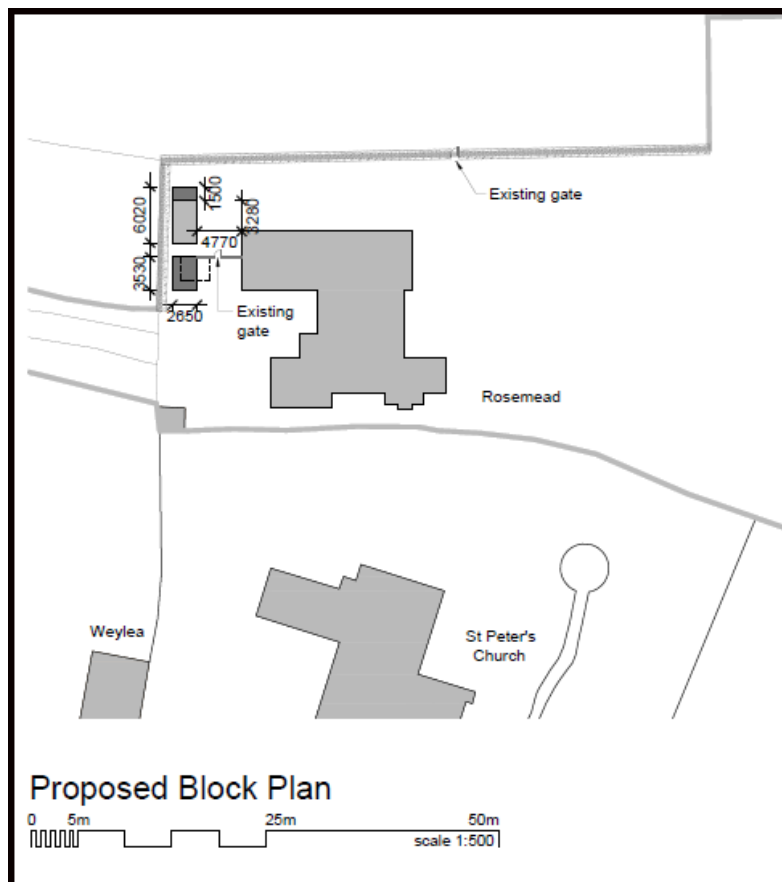 Existing gate
1500
6020
3280
4770
3530
2650
Existing
gate
Rosemead
Weylea
St Peter's
Church
Proposed Block Plan
0 5m 25m 50m
scale 1:500